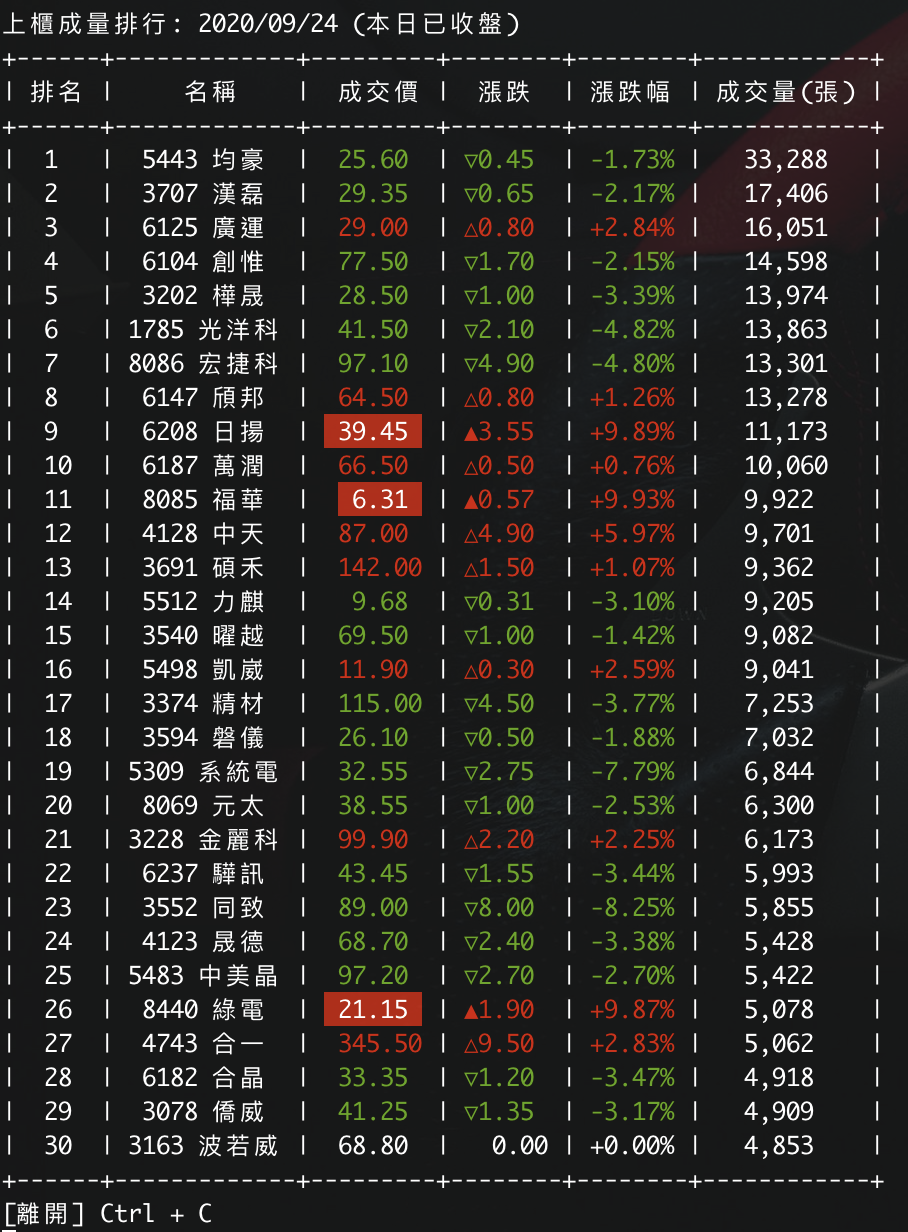 上櫃成量排行: 2020/09/24 (本日已收盤)
+------+-------------+---------+--------+--------+------------+
| 排名 | 名稱 | 成交價 | 漲跌 | 漲跌幅 | 成交量(張) |
+------+-------------+---------+--------+--------+------------+
| 1 | 5443 均豪 | 25.60 | ▽0.45 | -1.73% | 33,288 |
| 2 | 3707 漢磊 | 29.35 | ▽0.65 | -2.17% | 17,406 |
| 3 | 6125 廣運 | 29.00 | △0.80 | +2.84% | 16,051 |
| 4 | 6104 創惟 | 77.50 | ▽1.70 | -2.15% | 14,598 |
| 5 | 3202 樺晟 | 28.50 | ▽1.00 | -3.39% | 13,974 |
| 6 | 1785 光洋科 | 41.50 | ▽2.10 | -4.82% | 13,863 |
| 7 | 8086 宏捷科 | 97.10 | ▽4.90 | -4.80% | 13,301 |
| 8 | 6147 頎邦 | 64.50 | △0.80 | +1.26% | 13,278 |
| 9 | 6208 日揚 | 39.45 | ▲3.55 | +9.89% | 11,173 |
| 10 | 6187 萬潤 | 66.50 | △0.50 | +0.76% | 10,060 |
| 11 | 8085 福華 | 6.31 | ▲0.57 | +9.93% | 9,922 |
| 12 | 4128 中天 | 87.00 | △4.90 | +5.97% | 9,701 |
| 13 | 3691 碩禾 | 142.00 | △1.50 | +1.07% | 9,362 |
| 14 | 5512 力麒 | 9.68 | ▽0.31 | -3.10% | 9,205 |
| 15 | 3540 曜越 | 69.50 | ▽1.00 | -1.42% | 9,082 |
| 16 | 5498 凱崴 | 11.90 | △0.30 | +2.59% | 9,041 |
| 17 | 3374 精材 | 115.00 | ▽4.50 | -3.77% | 7,253 |
| 18 | 3594 磐儀 | 26.10 | ▽0.50 | -1.88% | 7,032 |
| 19 | 5309 系統電 | 32.55 | ▽2.75 | -7.79% | 6,844 |
| 20 | 8069 元太 | 38.55 | ▽1.00 | -2.53% | 6,300 |
| 21 | 3228 金麗科 | 99.90 | △2.20 | +2.25% | 6,173 |
| 22 | 6237 驊訊 | 43.45 | ▽1.55 | -3.44% | 5,993 |
| 23 | 3552 同致 | 89.00 | ▽8.00 | -8.25% | 5,855 |
| 24 | 4123 晟德 | 68.70 | ▽2.40 | -3.38% | 5,428 |
| 25 | 5483 中美晶 | 97.20 | ▽2.70 | -2.70% | 5,422 |
| 26 | 8440 綠電 | 21.15 | ▲1.90 | +9.87% | 5,078 |
| 27 | 4743 合一 | 345.50 | △9.50 | +2.83% | 5,062 |
| 28 | 6182 合晶 | 33.35 | ▽1.20 | -3.47% | 4,918 |
| 29 | 3078 僑威 | 41.25 | ▽1.35 | -3.17% | 4,909 |
| 30 | 3163 波若威 | 68.80 | 0.00 | +0.00% | 4,853 |
+------+-------------+---------+--------+--------+------------+
[離開] Ctrl + C